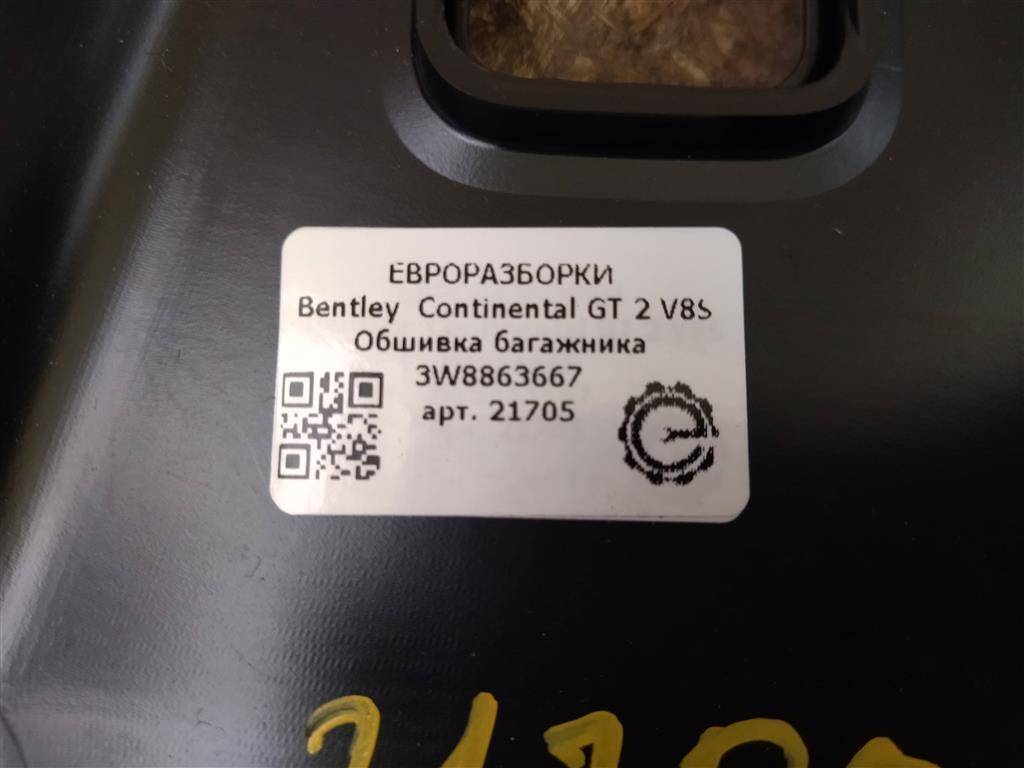 ЕВРОРАЗБОРКИ
Bentley Continental GT 2 V8S
Обшивка багажника
3W8863667
арт. 21705